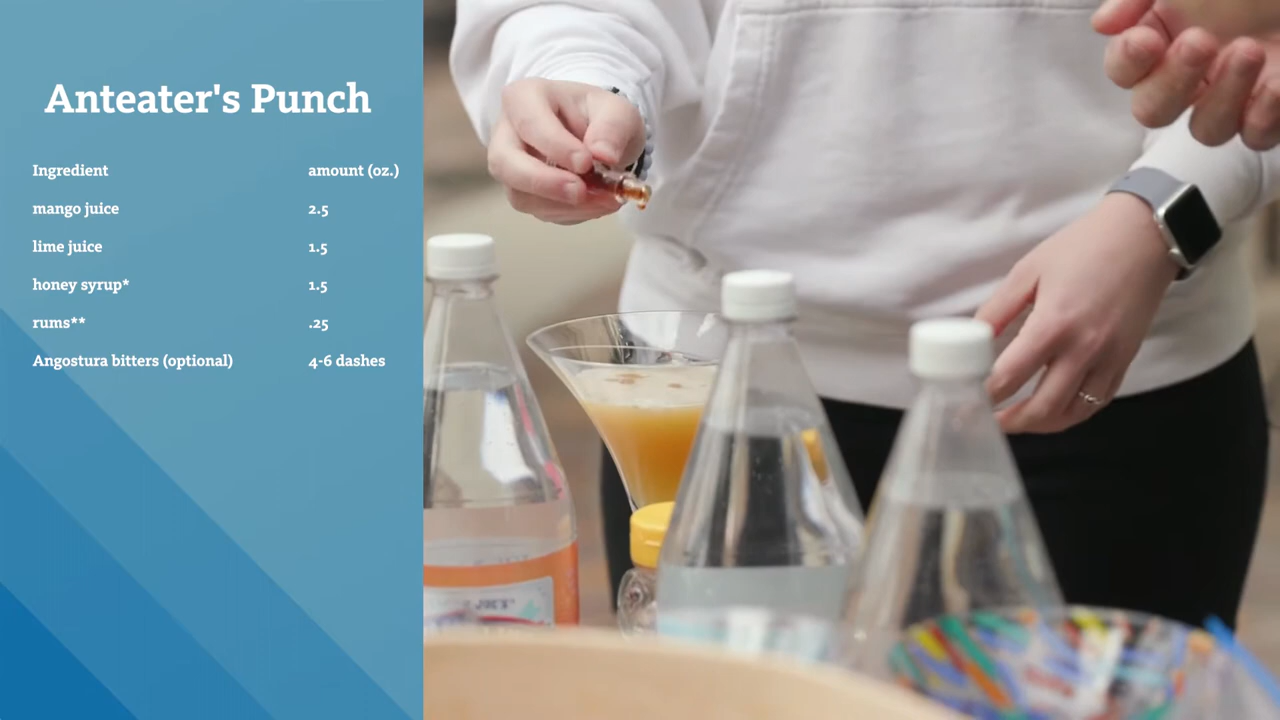 Anteater's Punch
Ingredient amount (oz.)
mango juice 2.5
lime juice 1.5
honey syrup* 1.5
rums** .25
Angostura bitters (optional) 4-6 dashes